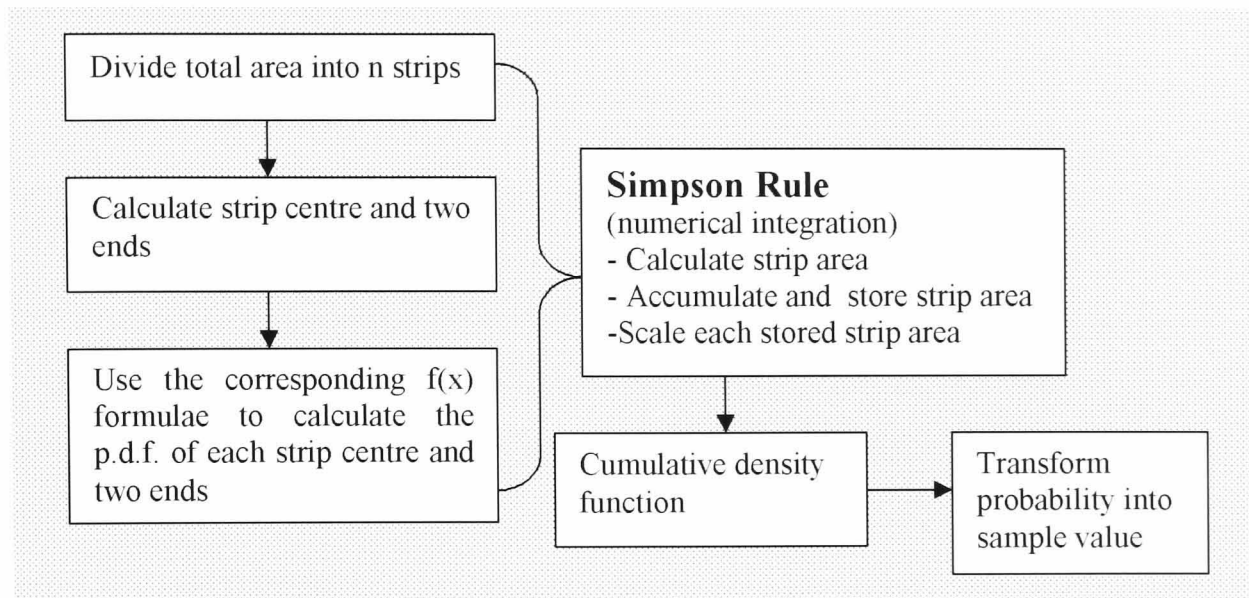 Divide total area into n strips
Calculate strip centre and two
ends
Use the corresponding f(x)
formulae to calculate the
p.d.f. of each strip centre and
two ends
Simpson Rule
(numerical integration)
- Calculate strip area
- Accumulate and store strip area
-Scale each stored strip area
Cumulative density
function
Transform
probability into
sample value